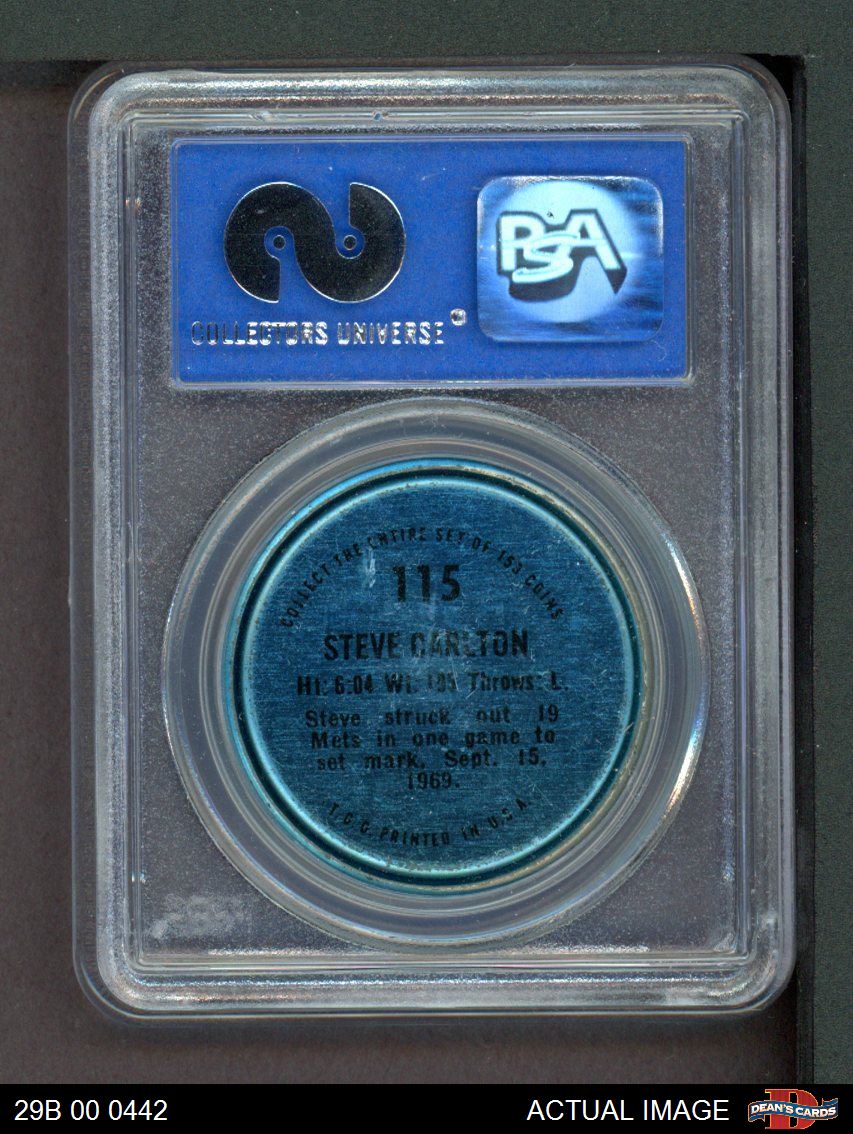 PSA
COLLECTORS UNIVERSE
COLLECT THE ENTIRE SET OF 153 COINS
115
STEVE CARLTON
Ht: 6:04 Wt: 195 Throws: L.
Steve struck out 19
Mets in one game to
set mark, Sept. 15,
1969.
T.C.G. PRINTED IN U.S.A.
29B 00 0442
ACTUAL IMAGE
D
DEAN'S CARDS